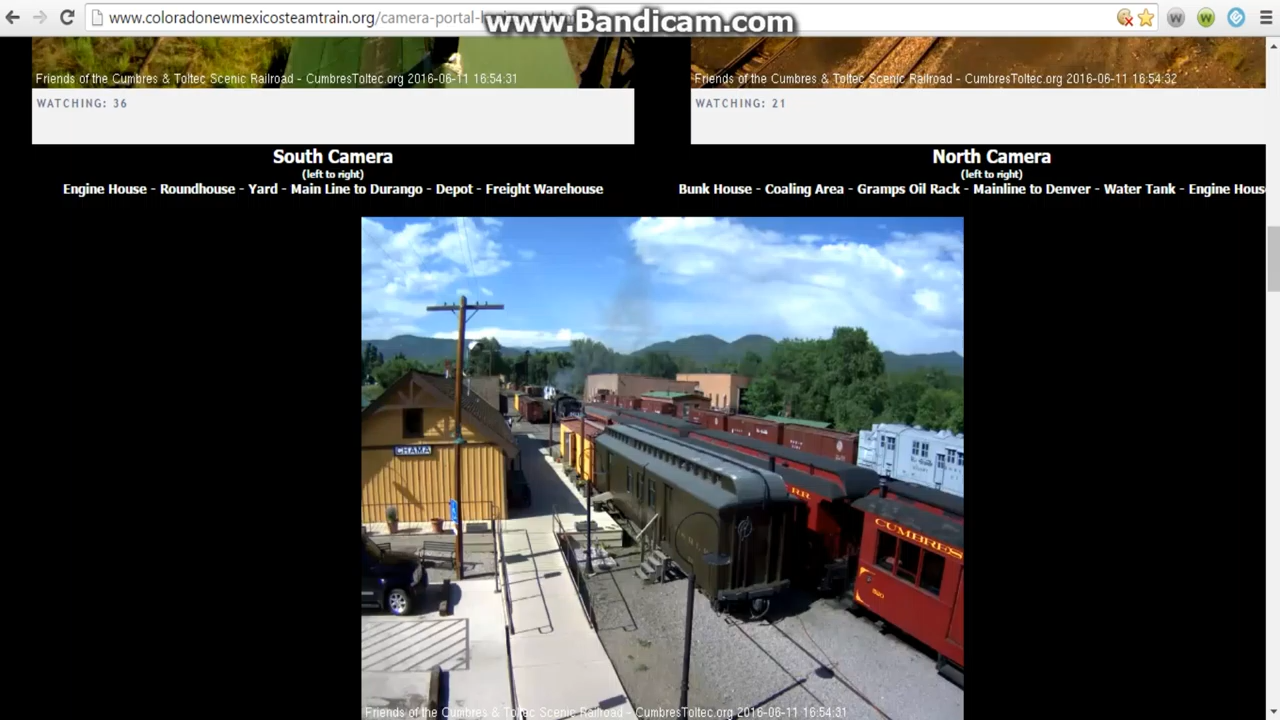 www.coloradonewmexicosteamtrain.org/camera-portal
www.Bandicam.com
Friends of the Cumbres & Toltec Scenic Railroad - CumbresToltec.org 2016-06-11 16:54:31
Friends of the Cumbres & Toltec Scenic Railroad - CumbresToltec.org 2016-06-11 16:54:32
WATCHING: 36
WATCHING: 21
South Camera
(left to right)
Engine House - Roundhouse - Yard - Main Line to Durango - Depot - Freight Warehouse
North Camera
(left to right)
Bunk House - Coaling Area - Gramps Oil Rack - Mainline to Denver - Water Tank - Engine Hous
CHAMA
R.R.
CUMBRES
520
Friends of the Cumbres & Toltec Scenic Railroad - CumbresToltec.org 2016-06-11 16:54:31